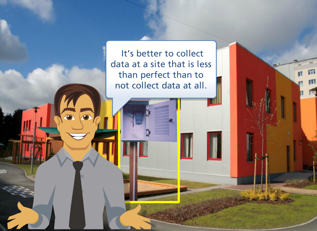 It's better to collect
data at a site that is less
than perfect than to
not collect data at all.